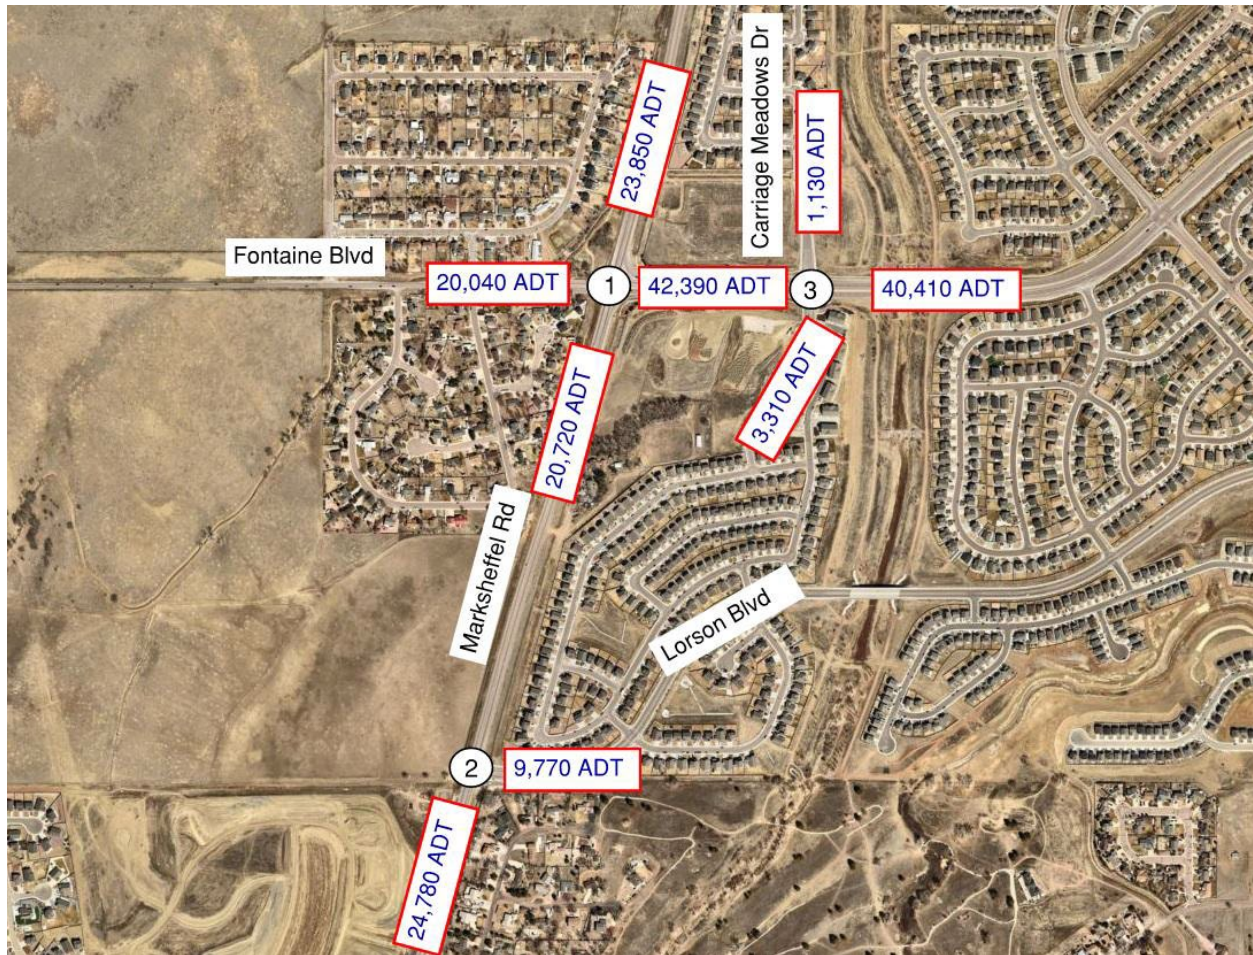 Carriage Meadows Dr
23,850 ADT
1,130 ADT
Fontaine Blvd
20,040 ADT
1
42,390 ADT
3
40,410 ADT
20,720 ADT
3,310 ADT
Marksheffel Rd
Lorson Blvd
2
9,770 ADT
24,780 ADT